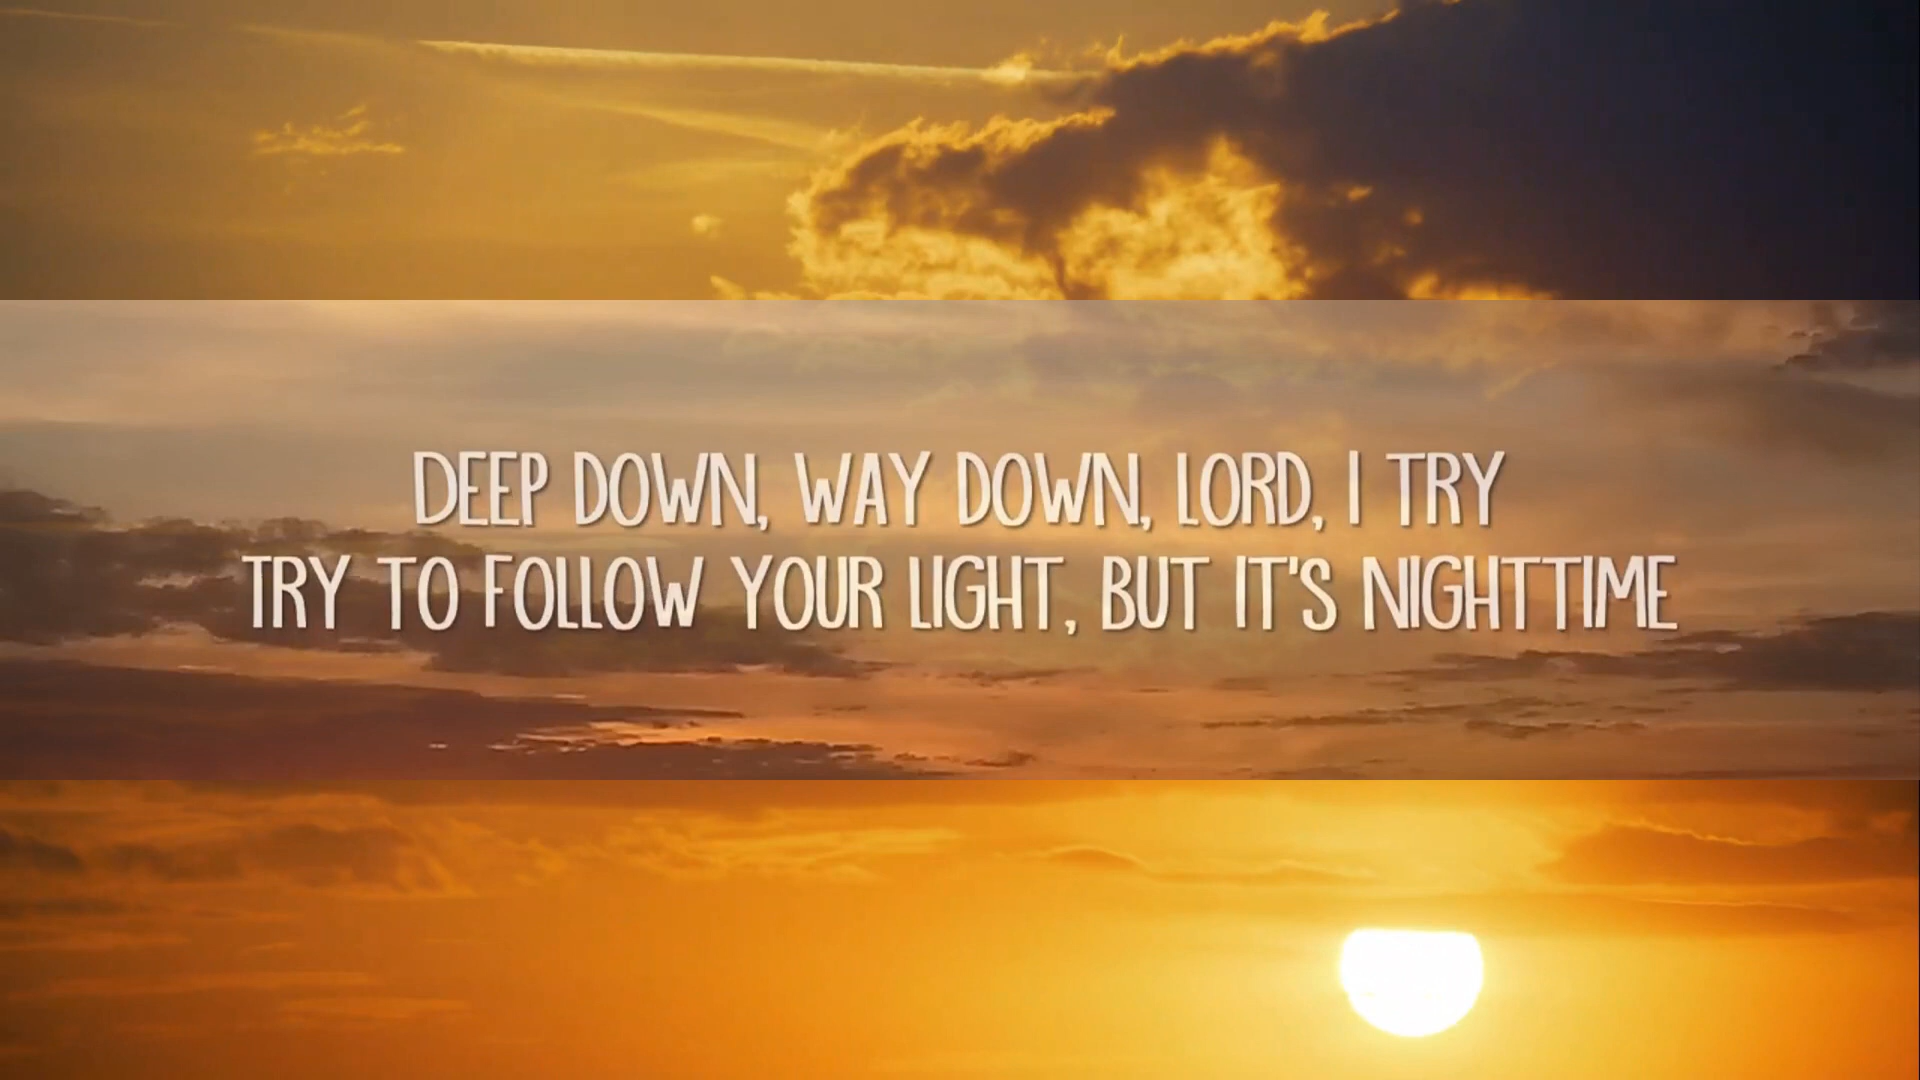 DEEP DOWN, WAY DOWN, LORD, I TRY
TRY TO FOLLOW YOUR LIGHT, BUT IT'S NIGHTTIME